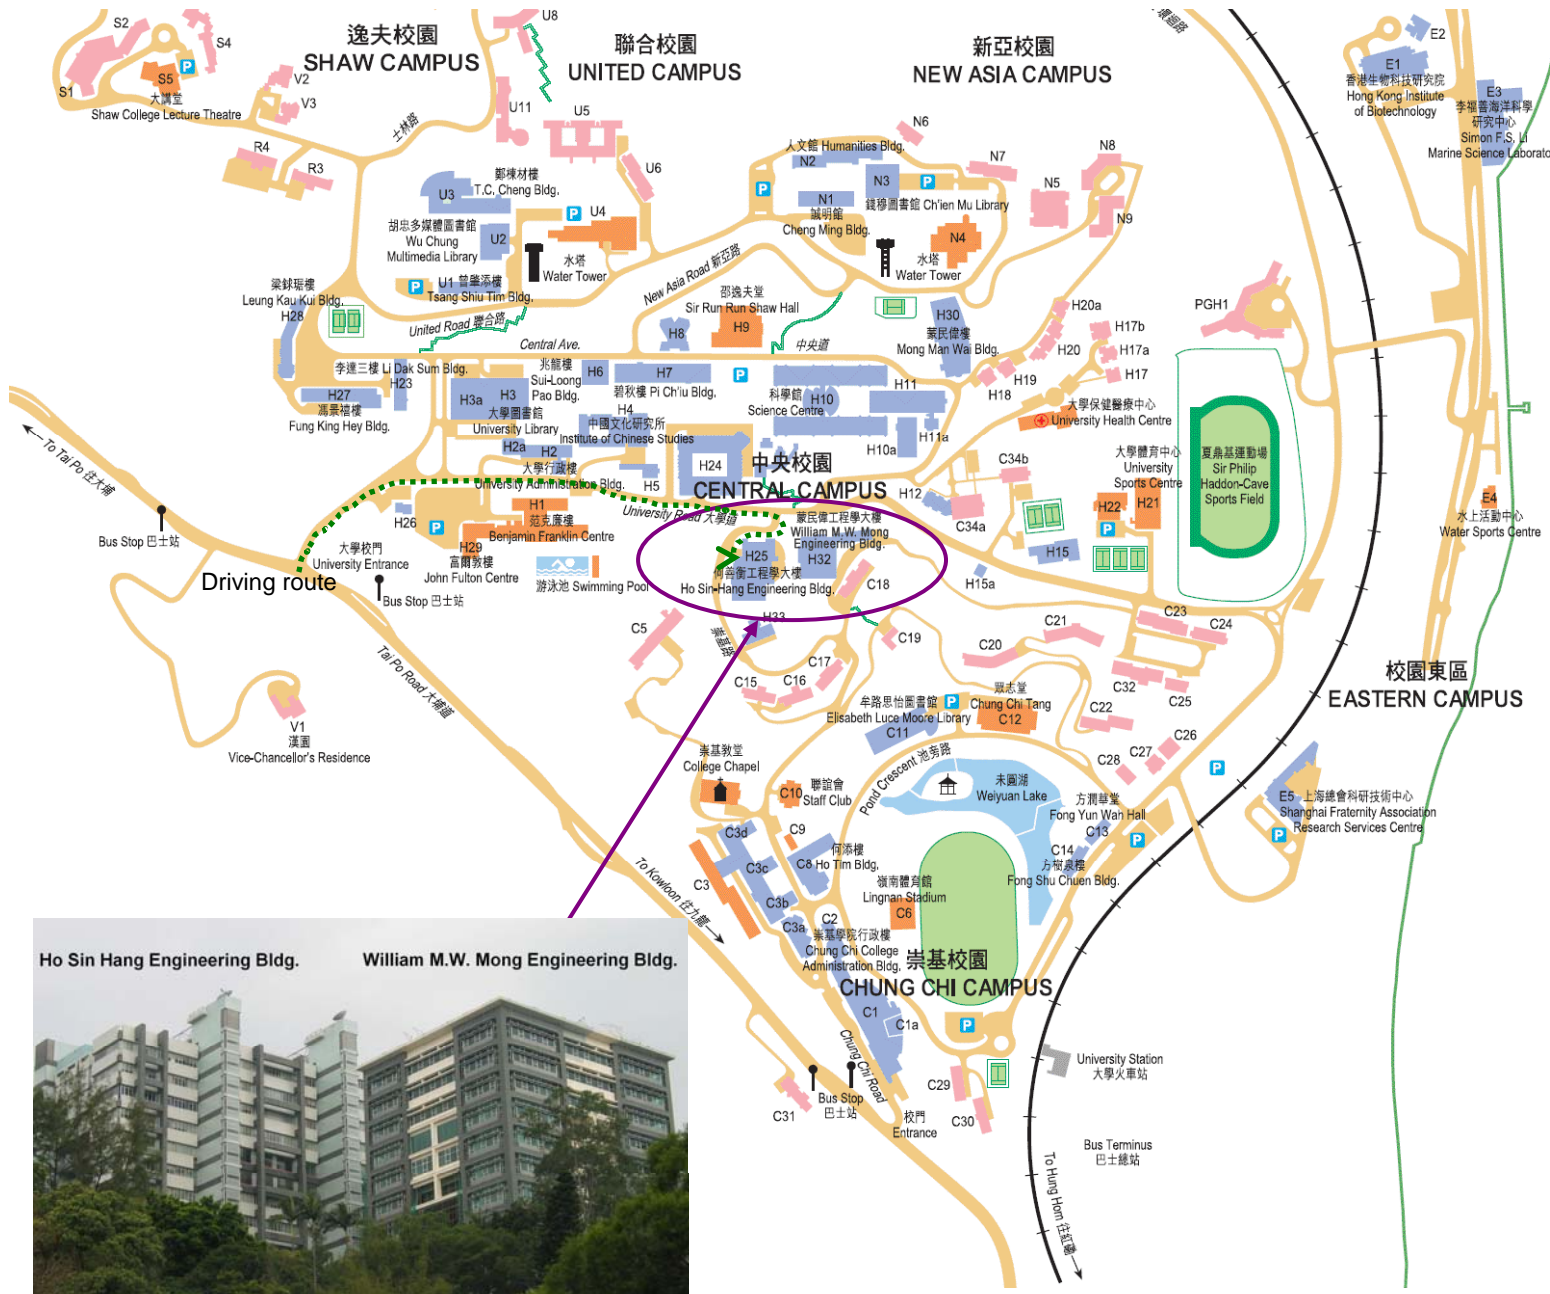 逸夫校園
SHAW CAMPUS
聯合校園
UNITED CAMPUS
新亞校園
NEW ASIA CAMPUS
環迴路
S2
S4
S1
S5
P
大講堂
Shaw College Lecture Theatre
V2
V3
R4
R3
士林路
U8
U11
U5
U6
鄭棟材樓
T.C. Cheng Bldg.
U3
P
U4
胡忠多媒體圖書館
Wu Chung
Multimedia Library
U2
水塔
Water Tower
P
U1 曾肇添樓
Tsang Shiu Tim Bldg.
United Road 聯合路
New Asia Road 新亞路
人文館 Humanities Bldg.
N2
N6
N7
N8
N3
P
P
N1
誠明館
Cheng Ming Bldg.
錢穆圖書館 Ch'ien Mu Library
N5
N9
N4
水塔
Water Tower
E2
E1
香港生物科技研究院
Hong Kong Institute
of Biotechnology
E3
李福善海洋科學
研究中心
Simon F.S. Li
Marine Science Laborato
梁銶琚樓
Leung Kau Kui Bldg.
H28
邵逸夫堂
Sir Run Run Shaw Hall
H8
H9
H30
蒙民偉樓
Mong Man Wai Bldg.
H20a
H20
H17b
H17a
H17
H19
H18
PGH1
Central Ave.
中央道
李達三樓 Li Dak Sum Bldg.
H23
兆龍樓
Sui-Loong
Pao Bldg.
H6
H7
碧秋樓 Pi Ch'iu Bldg.
P
H27
馮景禧樓
Fung King Hey Bldg.
H3a
H3
大學圖書館
University Library
H4
中國文化研究所
Institute of Chinese Studies
科學館
Science Centre
H10
H11
H10a
H11a
大學保健醫療中心
University Health Centre
H2a
H2
大學行政樓
University Administration Bldg.
H5
H24
中央校園
CENTRAL CAMPUS
H12
C34b
C34a
大學體育中心
University
Sports Centre
H22
H21
P
夏鼎基運動場
Sir Philip
Haddon-Cave
Sports Field
E4
水上活動中心
Water Sports Centre
To Tai Po 往大埔
Bus Stop 巴士站
H26
P
H1
范克廉樓
Benjamin Franklin Centre
H29
富爾敦樓
John Fulton Centre
University Road 大學道
大學校門
University Entrance
Driving route
Bus Stop 巴士站
游泳池 Swimming Pool
蒙民偉工程學大樓
William M.W. Mong
Engineering Bldg.
H25
H32
何善衡工程學大樓
Ho Sin-Hang Engineering Bldg.
H33
C18
H15
H15a
崇基路
C5
C19
C20
C21
C23
C24
C17
C15
C16
C32
C25
C22
C26
C27
C28
Tai Po Road 大埔道
V1
漢園
Vice-Chancellor's Residence
牟路思怡圖書館
Elisabeth Luce Moore Library
P
C11
眾志堂
Chung Chi Tang
C12
校園東區
EASTERN CAMPUS
崇基教堂
College Chapel
C10
聯誼會
Staff Club
Pond Crescent 池旁路
未圓湖
Weiyuan Lake
P
方潤華堂
Fong Yun Wah Hall
C13
P
C14
方樹泉樓
Fong Shu Chuen Bldg.
E5 上海總會科研技術中心
Shanghai Fraternity Association
Research Services Centre
P
C3d
C9
C3
C3c
何添樓
C8 Ho Tim Bldg.
C3b
C3a
嶺南體育館
Lingnan Stadium
C6
To Kowloon 往九龍
C2
崇基學院行政樓
Chung Chi College
Administration Bldg.
崇基校園
CHUNG CHI CAMPUS
C1
C1a
P
Chung Chi Road
Bus Stop
巴士站
C31
C29
C30
校門
Entrance
University Station
大學火車站
Bus Terminus
巴士總站
To Hung Hom 往紅磡
Ho Sin Hang Engineering Bldg.
William M.W. Mong Engineering Bldg.